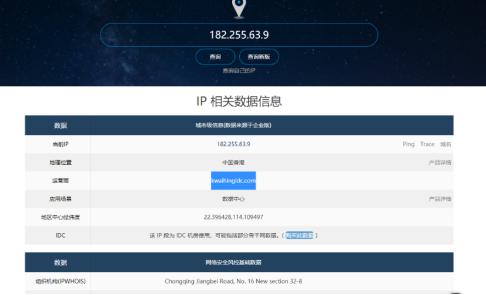 182.255.63.9
查询 查询新版
查询自己的IP
IP 相关数据信息
数据 城市级信息(数据来源于企业版)
当前IP 182.255.63.9 Ping Trace 域名
地理位置 中国香港 产品详情
运营商 kwaihingidc.com
应用场景 数据中心 产品详情
地区中心经纬度 22.396428,114.109497
IDC 该 IP 段为 IDC 机房使用，可能包括部分骨干网数据。( 购买此数据 )
数据 网络安全风控基础数据
组织机构(IPWHOIS) Chongqing Jiangbei Road, No. 16 New section 32-8